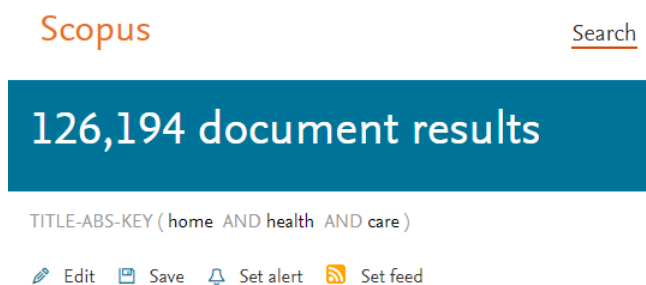 Scopus Search
126,194 document results
TITLE-ABS-KEY ( home AND health AND care )
Edit Save Set alert Set feed